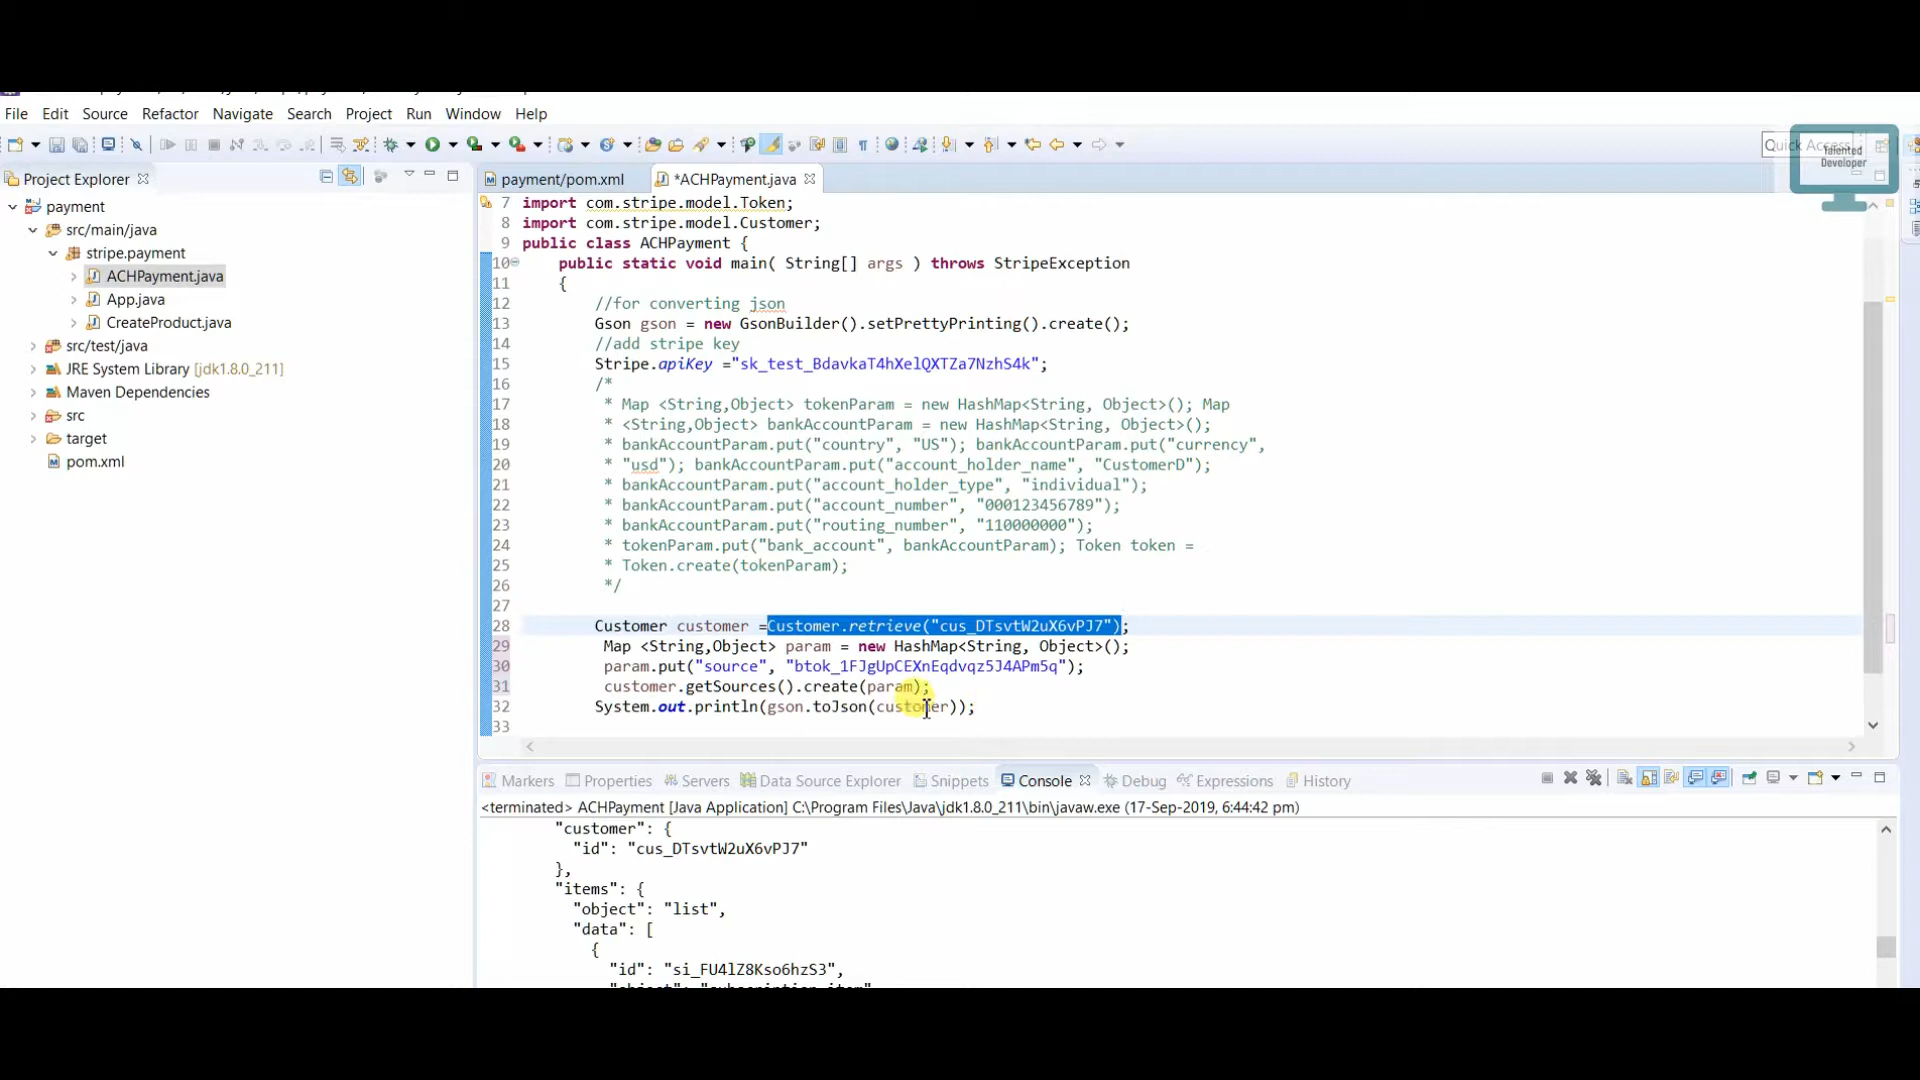 File Edit Source Refactor Navigate Search Project Run Window Help
Quick Access
Talented
Developer
Project Explorer
payment/pom.xml
*ACHPayment.java
payment
src/main/java
stripe.payment
ACHPayment.java
App.java
CreateProduct.java
src/test/java
JRE System Library [jdk1.8.0_211]
Maven Dependencies
src
target
pom.xml
7 import com.stripe.model.Token;
8 import com.stripe.model.Customer;
9 public class ACHPayment {
10 public static void main( String[] args ) throws StripeException
11 {
12 //for converting json
13 Gson gson = new GsonBuilder().setPrettyPrinting().create();
14 //add stripe key
15 Stripe.apiKey ="sk_test_BdavkaT4hXelQXTZa7NzhS4k";
16 /*
17 * Map <String,Object> tokenParam = new HashMap<String, Object>(); Map
18 * <String,Object> bankAccountParam = new HashMap<String, Object>();
19 * bankAccountParam.put("country", "US"); bankAccountParam.put("currency",
20 * "usd"); bankAccountParam.put("account_holder_name", "CustomerD");
21 * bankAccountParam.put("account_holder_type", "individual");
22 * bankAccountParam.put("account_number", "000123456789");
23 * bankAccountParam.put("routing_number", "110000000");
24 * tokenParam.put("bank_account", bankAccountParam); Token token =
25 * Token.create(tokenParam);
26 */
27
28 Customer customer =Customer.retrieve("cus_DTsvtW2uX6vPJ7");
29 Map <String,Object> param = new HashMap<String, Object>();
30 param.put("source", "btok_1FJgUpCEXnEqdvqz5J4APm5q");
31 customer.getSources().create(param);
32 System.out.println(gson.toJson(customer));
33
Markers Properties Servers Data Source Explorer Snippets Console Debug Expressions History
<terminated> ACHPayment [Java Application] C:\Program Files\Java\jdk1.8.0_211\bin\javaw.exe (17-Sep-2019, 6:44:42 pm)
"customer": {
"id": "cus_DTsvtW2uX6vPJ7"
},
"items": {
"object": "list",
"data": [
{
"id": "si_FU4lZ8Kso6hzS3",